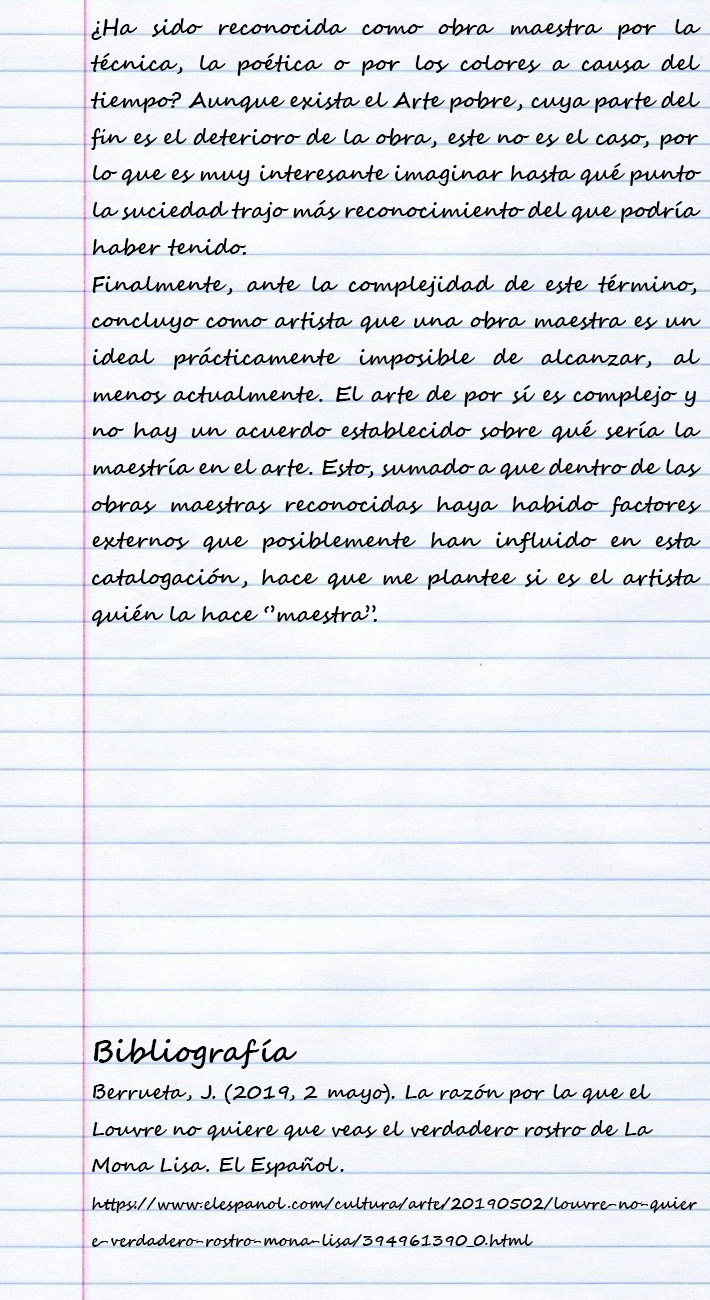 ¿Ha sido reconocida como obra maestra por la
técnica, la poética o por los colores a causa del
tiempo? Aunque exista el Arte pobre, cuya parte del
fin es el deterioro de la obra, este no es el caso, por
lo que es muy interesante imaginar hasta qué punto
la suciedad trajo más reconocimiento del que podría
haber tenido.
Finalmente, ante la complejidad de este término,
concluyo como artista que una obra maestra es un
ideal prácticamente imposible de alcanzar, al
menos actualmente. El arte de por sí es complejo y
no hay un acuerdo establecido sobre qué sería la
maestría en el arte. Esto, sumado a que dentro de las
obras maestras reconocidas haya habido factores
externos que posiblemente han influido en esta
catalogación, hace que me plantee si es el artista
quién la hace “maestra”.
Bibliografía
Berrueta, J. (2019, 2 mayo). La razón por la que el
Louvre no quiere que veas el verdadero rostro de La
Mona Lisa. El Español.
https://www.elespanol.com/cultura/arte/20190502/louvre-no-quier
e-verdadero-rostro-mona-lisa/394961390_0.html